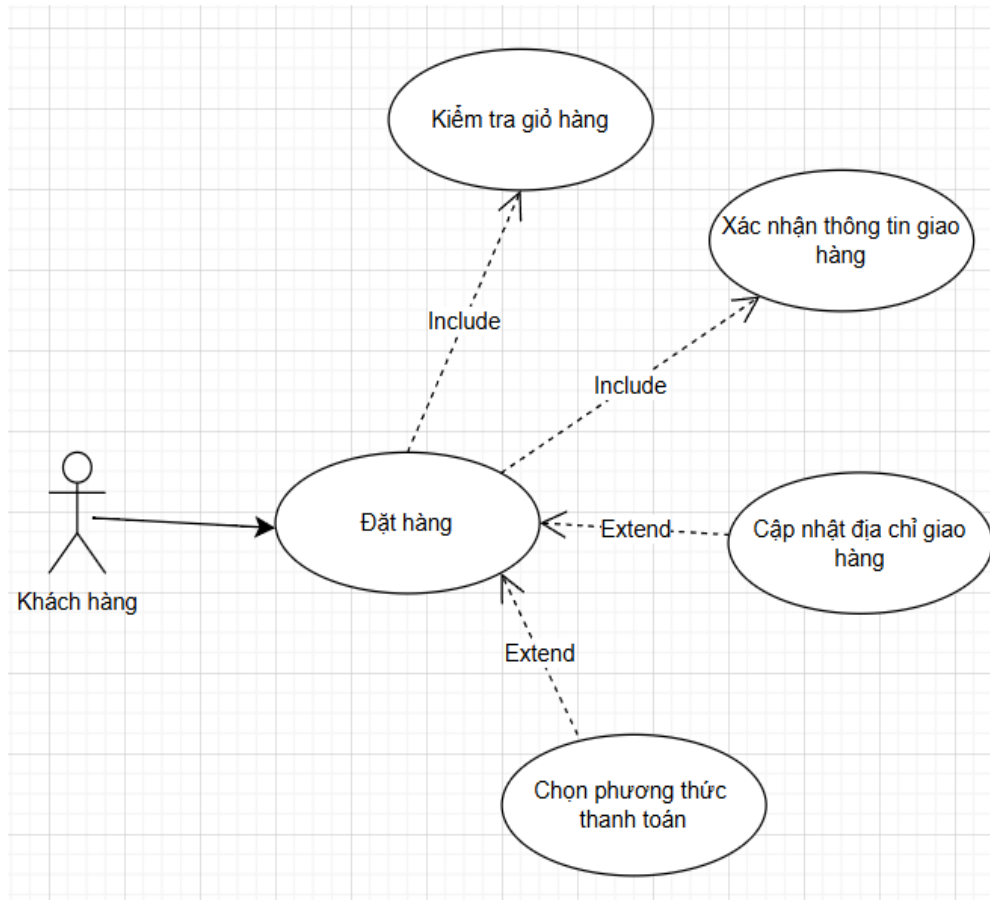 Kiểm tra giỏ hàng
Xác nhận thông tin giao
hàng
Include
Include
Đặt hàng
Extend
Cập nhật địa chỉ giao
hàng
Khách hàng
Extend
Chọn phương thức
thanh toán